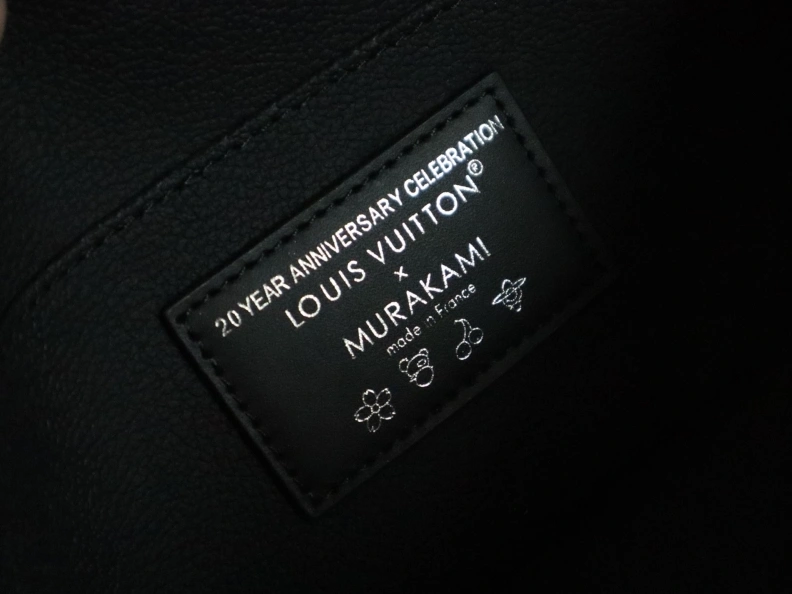 20 YEAR ANNIVERSARY CELEBRATION
LOUIS VUITTON®
×
MURAKAMI
made in France